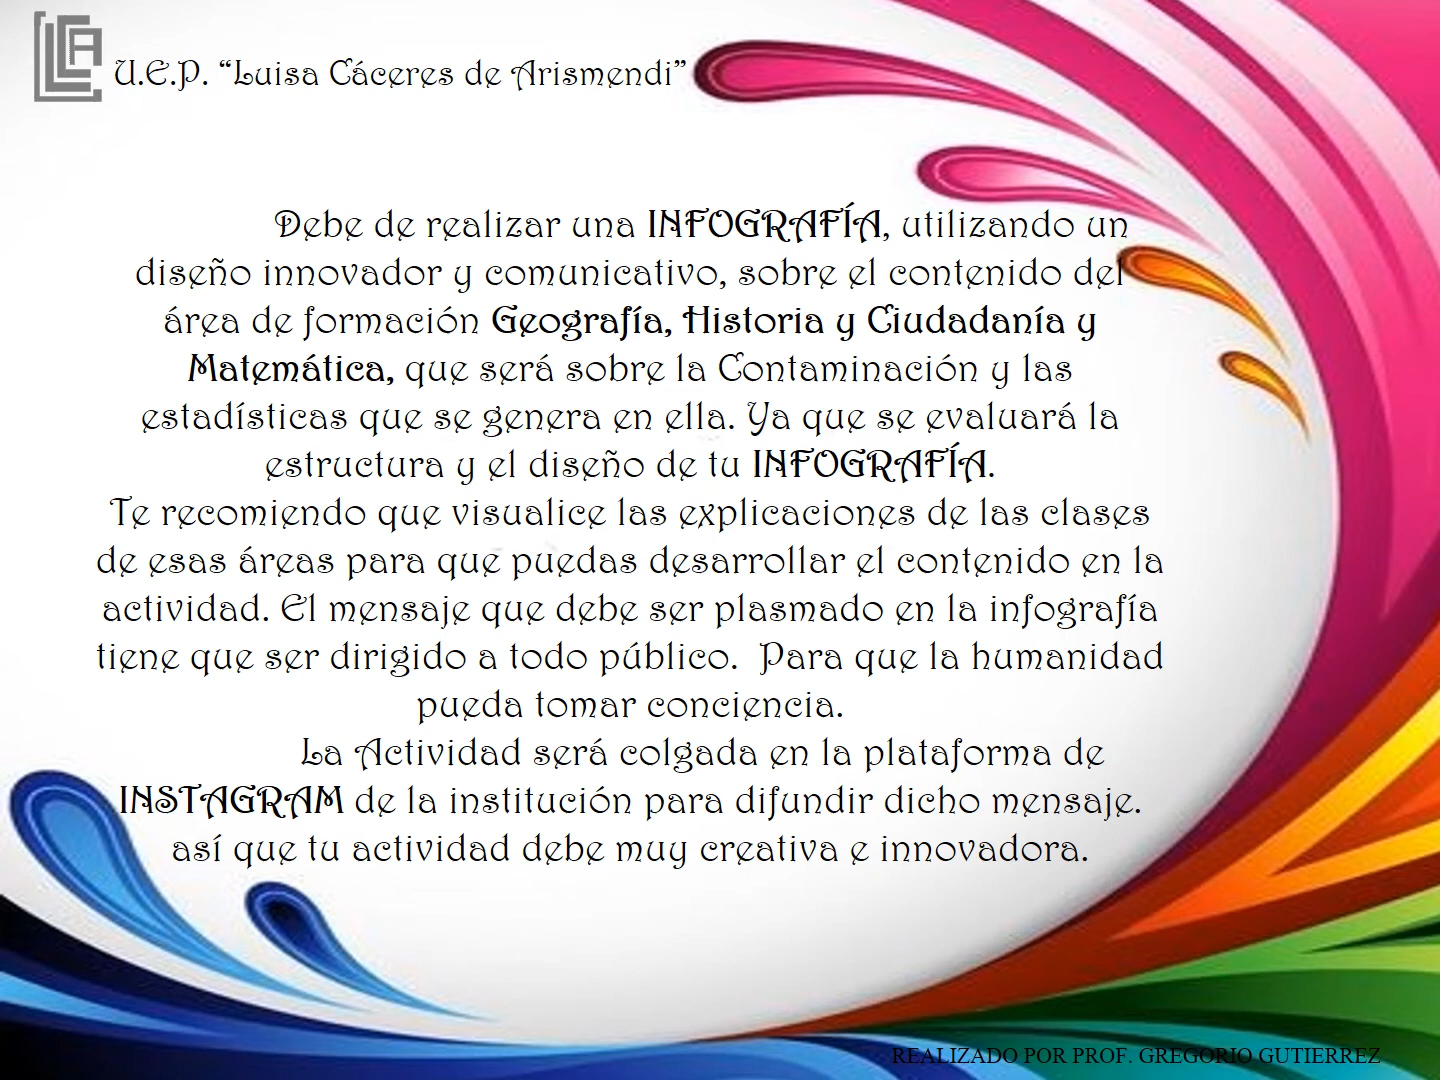 LLCA
U.E.P. “Luisa Cáceres de Arismendi”
Debe de realizar una INFOGRAFÍA, utilizando un
diseño innovador y comunicativo, sobre el contenido del
área de formación Geografía, Historia y Ciudadanía y
Matemática, que será sobre la Contaminación y las
estadísticas que se genera en ella. Ya que se evaluará la
estructura y el diseño de tu INFOGRAFÍA.
Te recomiendo que visualice las explicaciones de las clases
de esas áreas para que puedas desarrollar el contenido en la
actividad. El mensaje que debe ser plasmado en la infografía
tiene que ser dirigido a todo público. Para que la humanidad
pueda tomar conciencia.
La Actividad será colgada en la plataforma de
INSTAGRAM de la institución para difundir dicho mensaje.
así que tu actividad debe muy creativa e innovadora.
REALIZADO POR PROF. GREGORIO GUTIERREZ